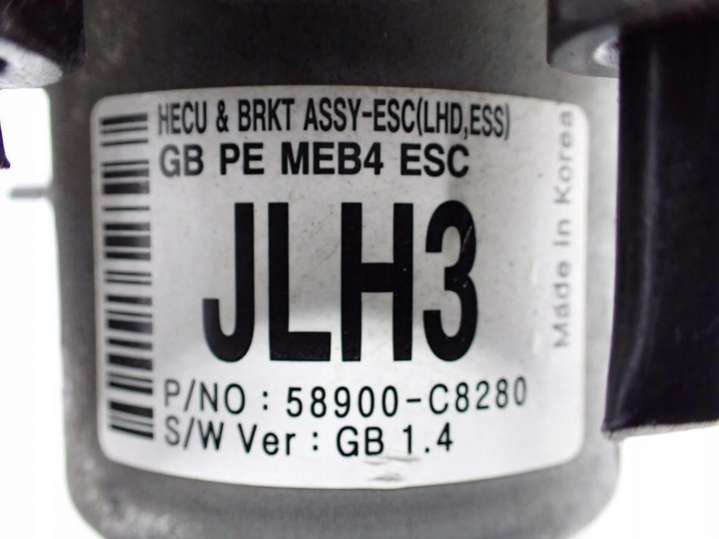 HECU & BRKT ASSY-ESC(LHD,ESS)
GB PE MEB4 ESC
JLH3
P/NO : 58900-C8280
S/W Ver : GB 1.4
Made in Korea